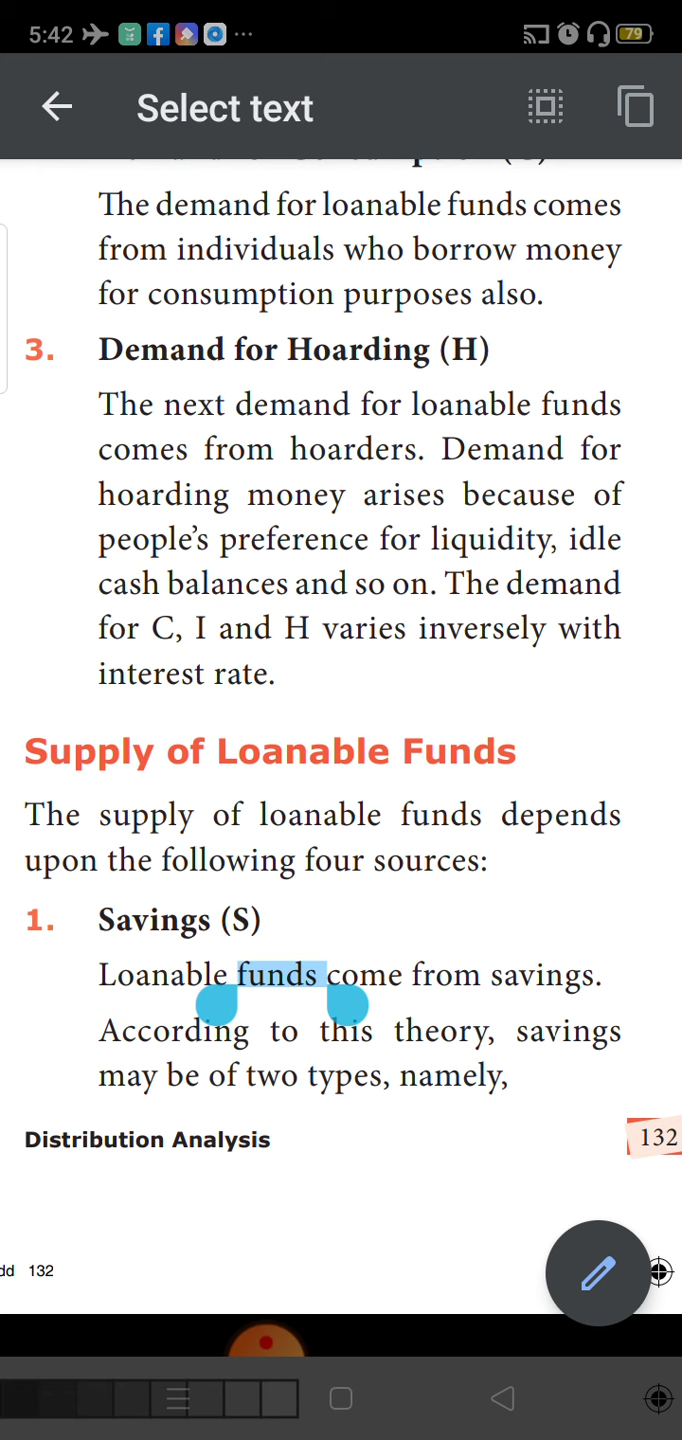 5:42
79
Select text
The demand for loanable funds comes
from individuals who borrow money
for consumption purposes also.
3. Demand for Hoarding (H)
The next demand for loanable funds
comes from hoarders. Demand for
hoarding money arises because of
people’s preference for liquidity, idle
cash balances and so on. The demand
for C, I and H varies inversely with
interest rate.
Supply of Loanable Funds
The supply of loanable funds depends
upon the following four sources:
1. Savings (S)
Loanable funds come from savings.
According to this theory, savings
may be of two types, namely,
Distribution Analysis 132
dd 132